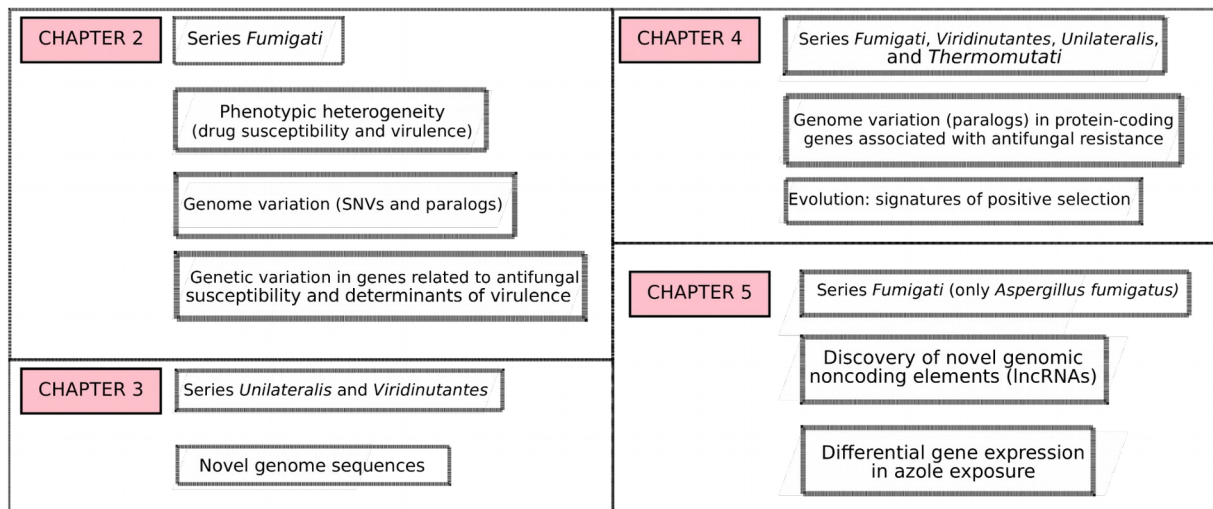 CHAPTER 2
Series Fumigati
Phenotypic heterogeneity
(drug susceptibility and virulence)
Genome variation (SNVs and paralogs)
Genetic variation in genes related to antifungal
susceptibility and determinants of virulence
CHAPTER 3
Series Unilateralis and Viridinutantes
Novel genome sequences
CHAPTER 4
Series Fumigati, Viridinutantes, Unilateralis,
and Thermomutati
Genome variation (paralogs) in protein-coding
genes associated with antifungal resistance
Evolution: signatures of positive selection
CHAPTER 5
Series Fumigati (only Aspergillus fumigatus)
Discovery of novel genomic
noncoding elements (lncRNAs)
Differential gene expression
in azole exposure